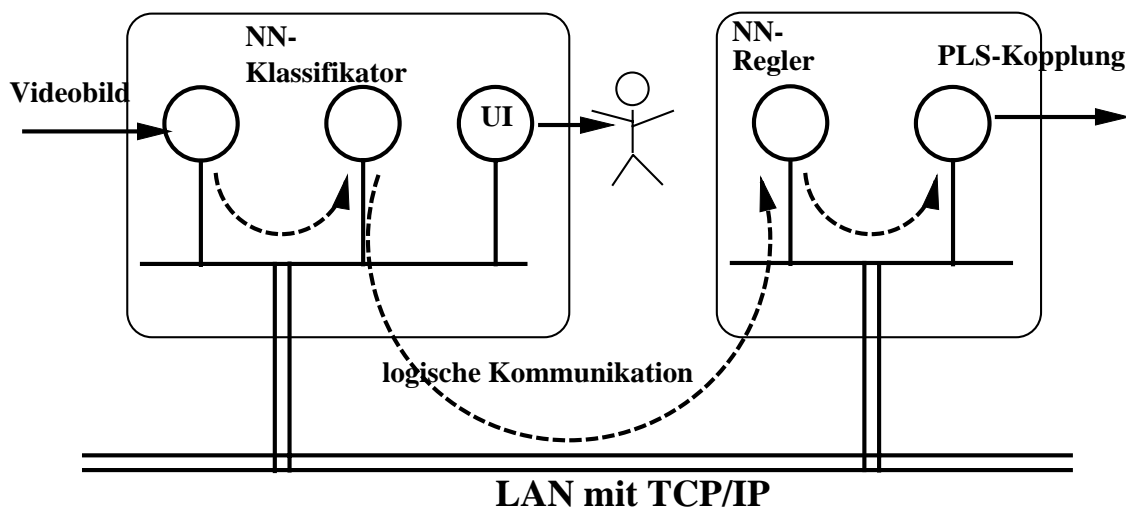 NN-
Klassifikator
Videobild
UI
NN-
Regler
PLS-Kopplung
logische Kommunikation
LAN mit TCP/IP